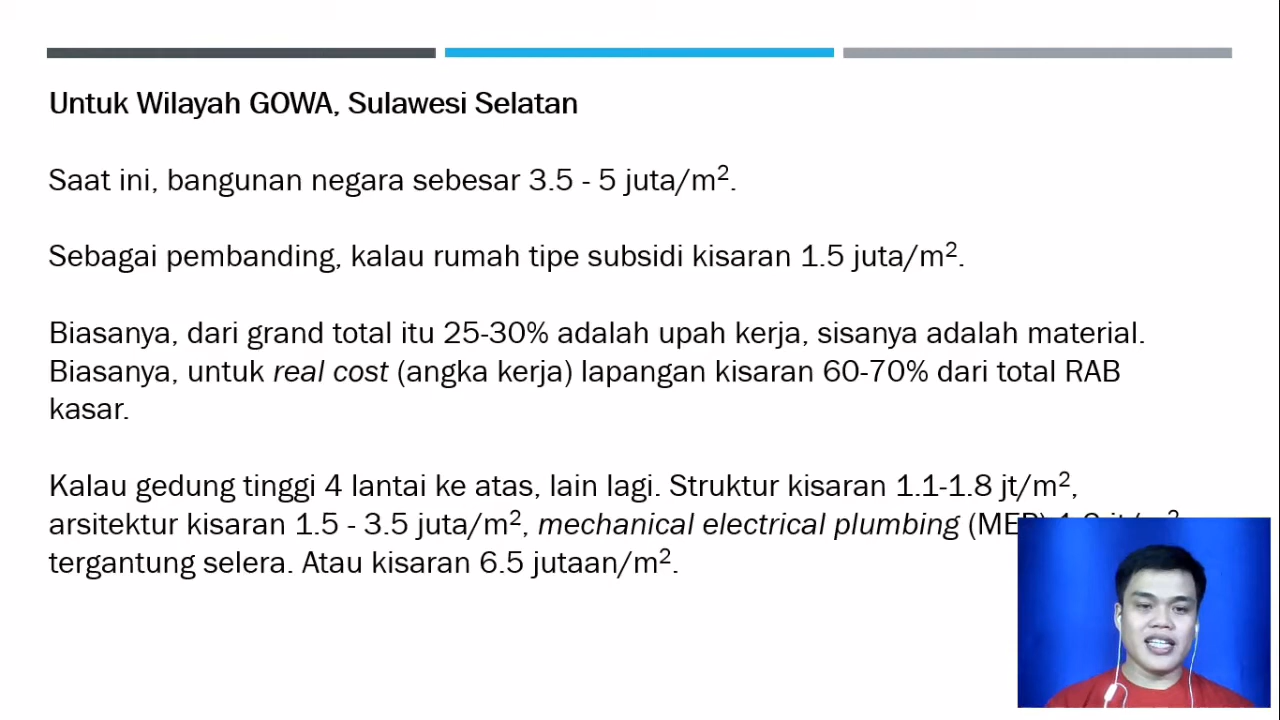 Untuk Wilayah GOWA, Sulawesi Selatan
Saat ini, bangunan negara sebesar 3.5 - 5 juta/m².
Sebagai pembanding, kalau rumah tipe subsidi kisaran 1.5 juta/m².
Biasanya, dari grand total itu 25-30% adalah upah kerja, sisanya adalah material.
Biasanya, untuk real cost (angka kerja) lapangan kisaran 60-70% dari total RAB
kasar.
Kalau gedung tinggi 4 lantai ke atas, lain lagi. Struktur kisaran 1.1-1.8 jt/m²,
arsitektur kisaran 1.5 - 3.5 juta/m², mechanical electrical plumbing
tergantung selera. Atau kisaran 6.5 jutaan/m².